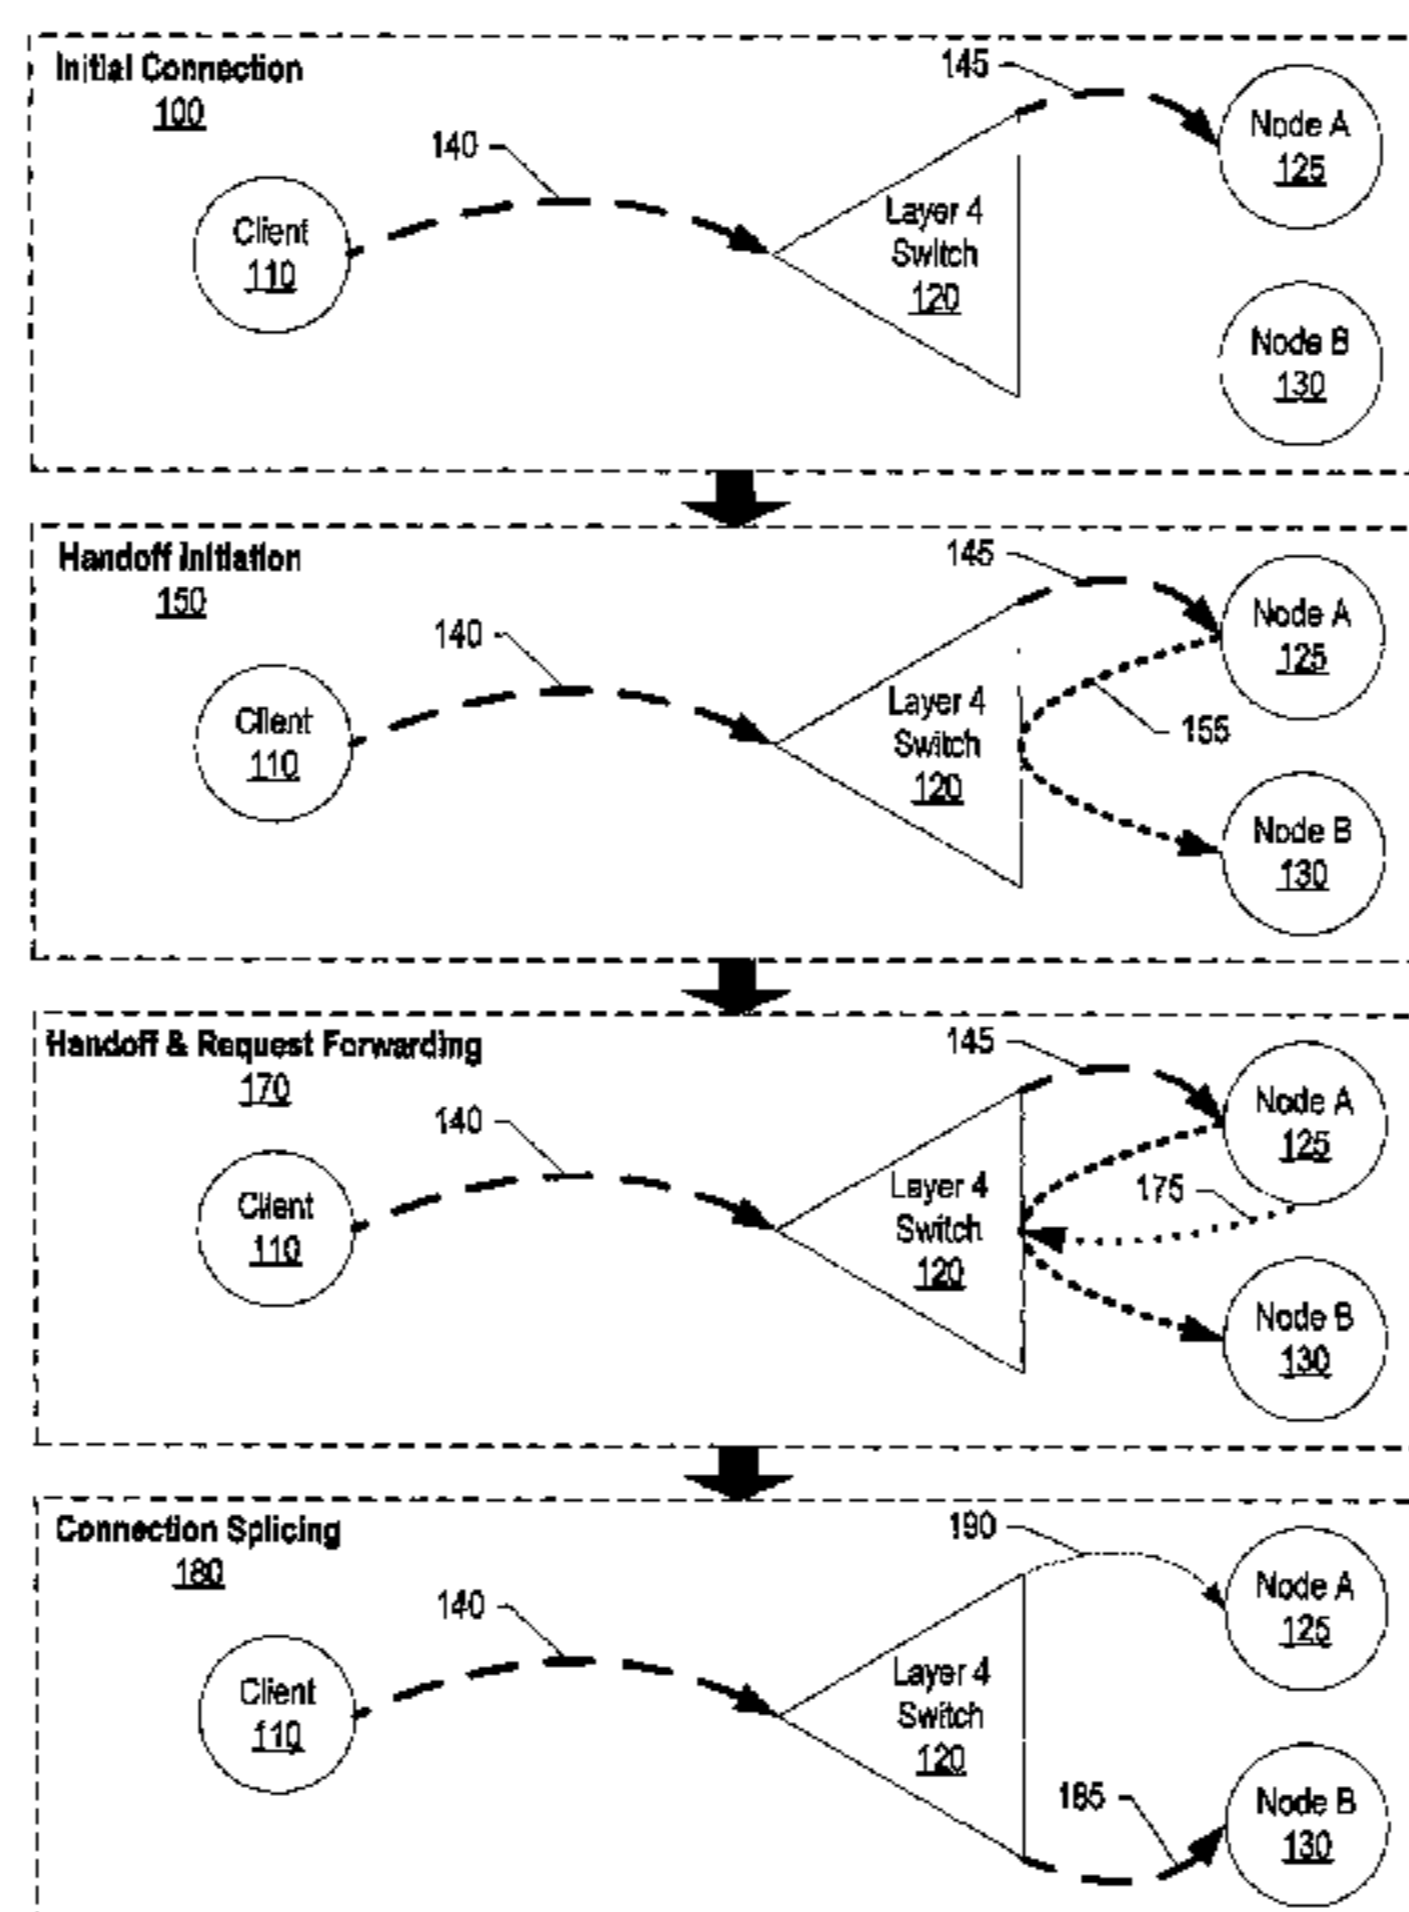 Initial Connection
100
145
140
Client
110
Layer 4
Switch
120
Node A
125
Node B
130
Handoff Initiation
150
145
140
Client
110
Layer 4
Switch
120
Node A
125
155
Node B
130
Handoff & Request Forwarding
170
145
140
Client
110
Layer 4
Switch
120
Node A
125
175
Node B
130
Connection Splicing
180
190
140
Client
110
Layer 4
Switch
120
Node A
125
185
Node B
130